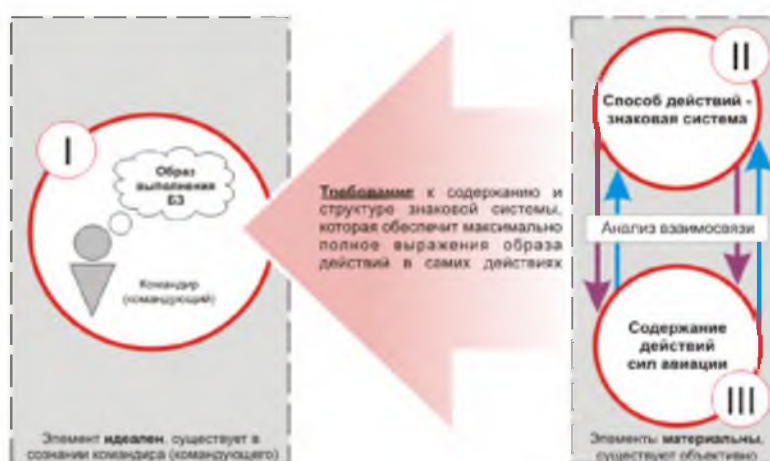 I
Образ
выполнения
БЗ
Командир
(командующий)
Элемент идеален, существует в
сознании командира (командующего)
Требование к содержанию и
структуре знаковой системы,
которая обеспечит максимально
полное выражения образа
действий в самих действиях
II
Способ действий -
знаковая система
Анализ взаимосвязи
Содержание
действий
сил авиации
III
Элементы материальны,
существуют объективно